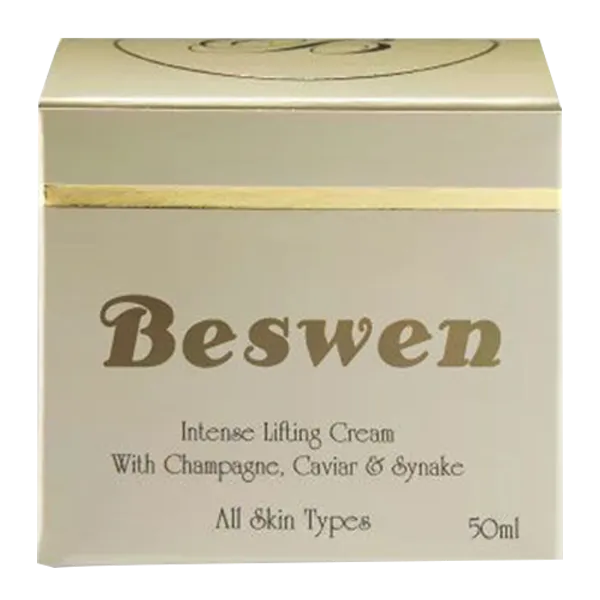 B
Beswen
Intense Lifting Cream
With Champagne, Caviar & Synake
All Skin Types
50ml